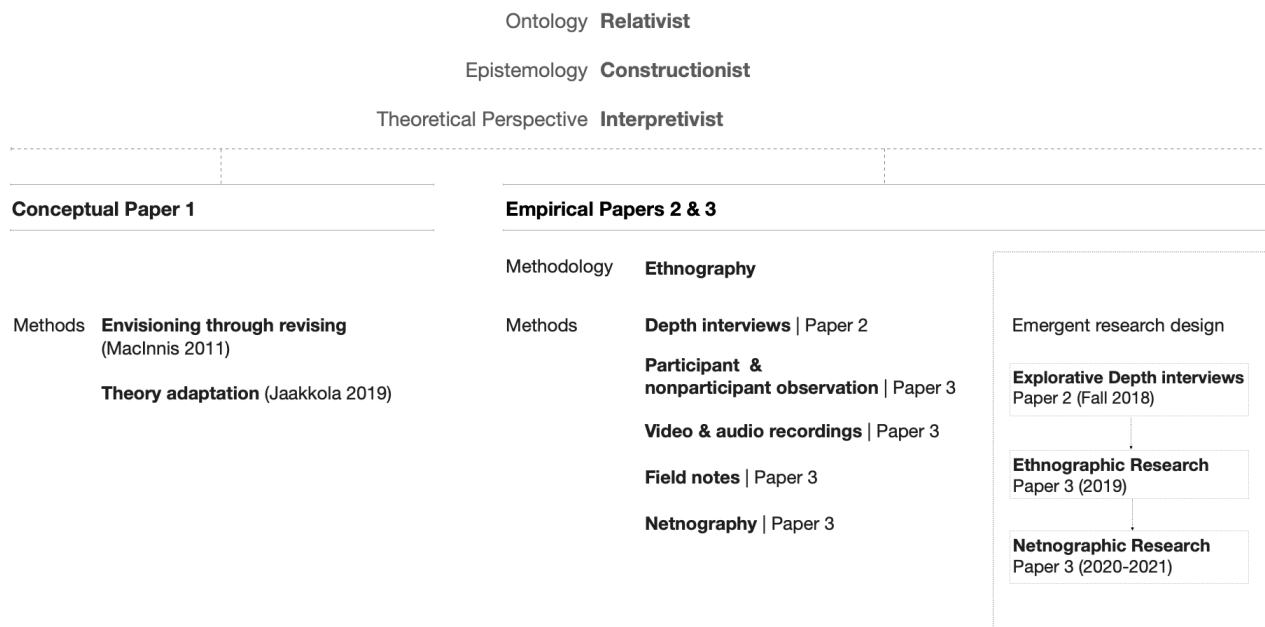 Ontology Relativist
Epistemology Constructionist
Theoretical Perspective Interpretivist
Conceptual Paper 1
Methods Envisioning through revising
(MacInnis 2011)
Theory adaptation (Jaakkola 2019)
Empirical Papers 2 & 3
Methodology Ethnography
Methods Depth interviews | Paper 2
Participant &
nonparticipant observation | Paper 3
Video & audio recordings | Paper 3
Field notes | Paper 3
Netnography | Paper 3
Emergent research design
Explorative Depth interviews
Paper 2 (Fall 2018)
Ethnographic Research
Paper 3 (2019)
Netnographic Research
Paper 3 (2020-2021)